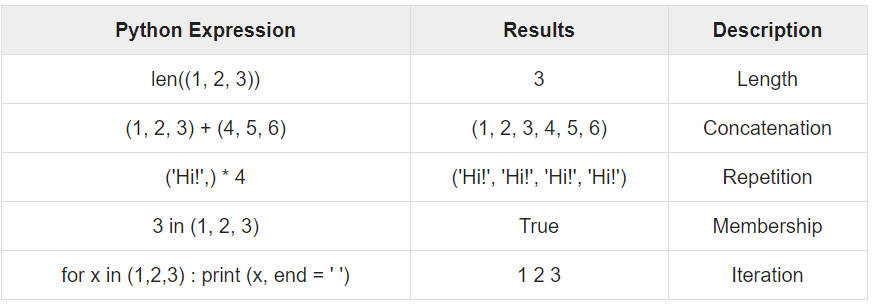 Python Expression Results Description
len((1, 2, 3)) 3 Length
(1, 2, 3) + (4, 5, 6) (1, 2, 3, 4, 5, 6) Concatenation
('Hi!',) * 4 ('Hi!', 'Hi!', 'Hi!', 'Hi!') Repetition
3 in (1, 2, 3) True Membership
for x in (1,2,3) : print (x, end = ' ') 1 2 3 Iteration